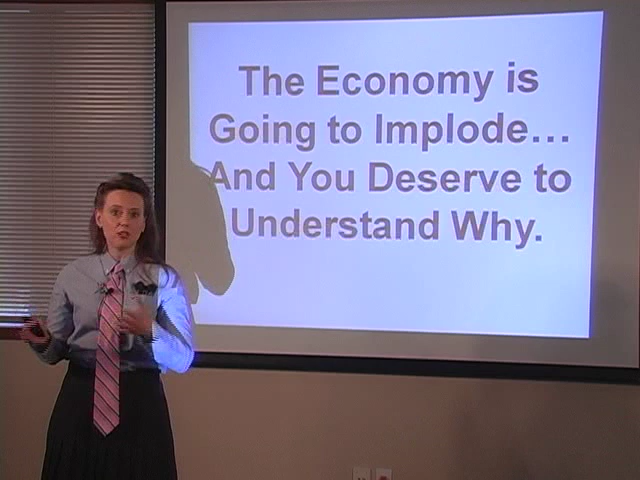 The Economy is
Going to Implode…
And You Deserve to
Understand Why.